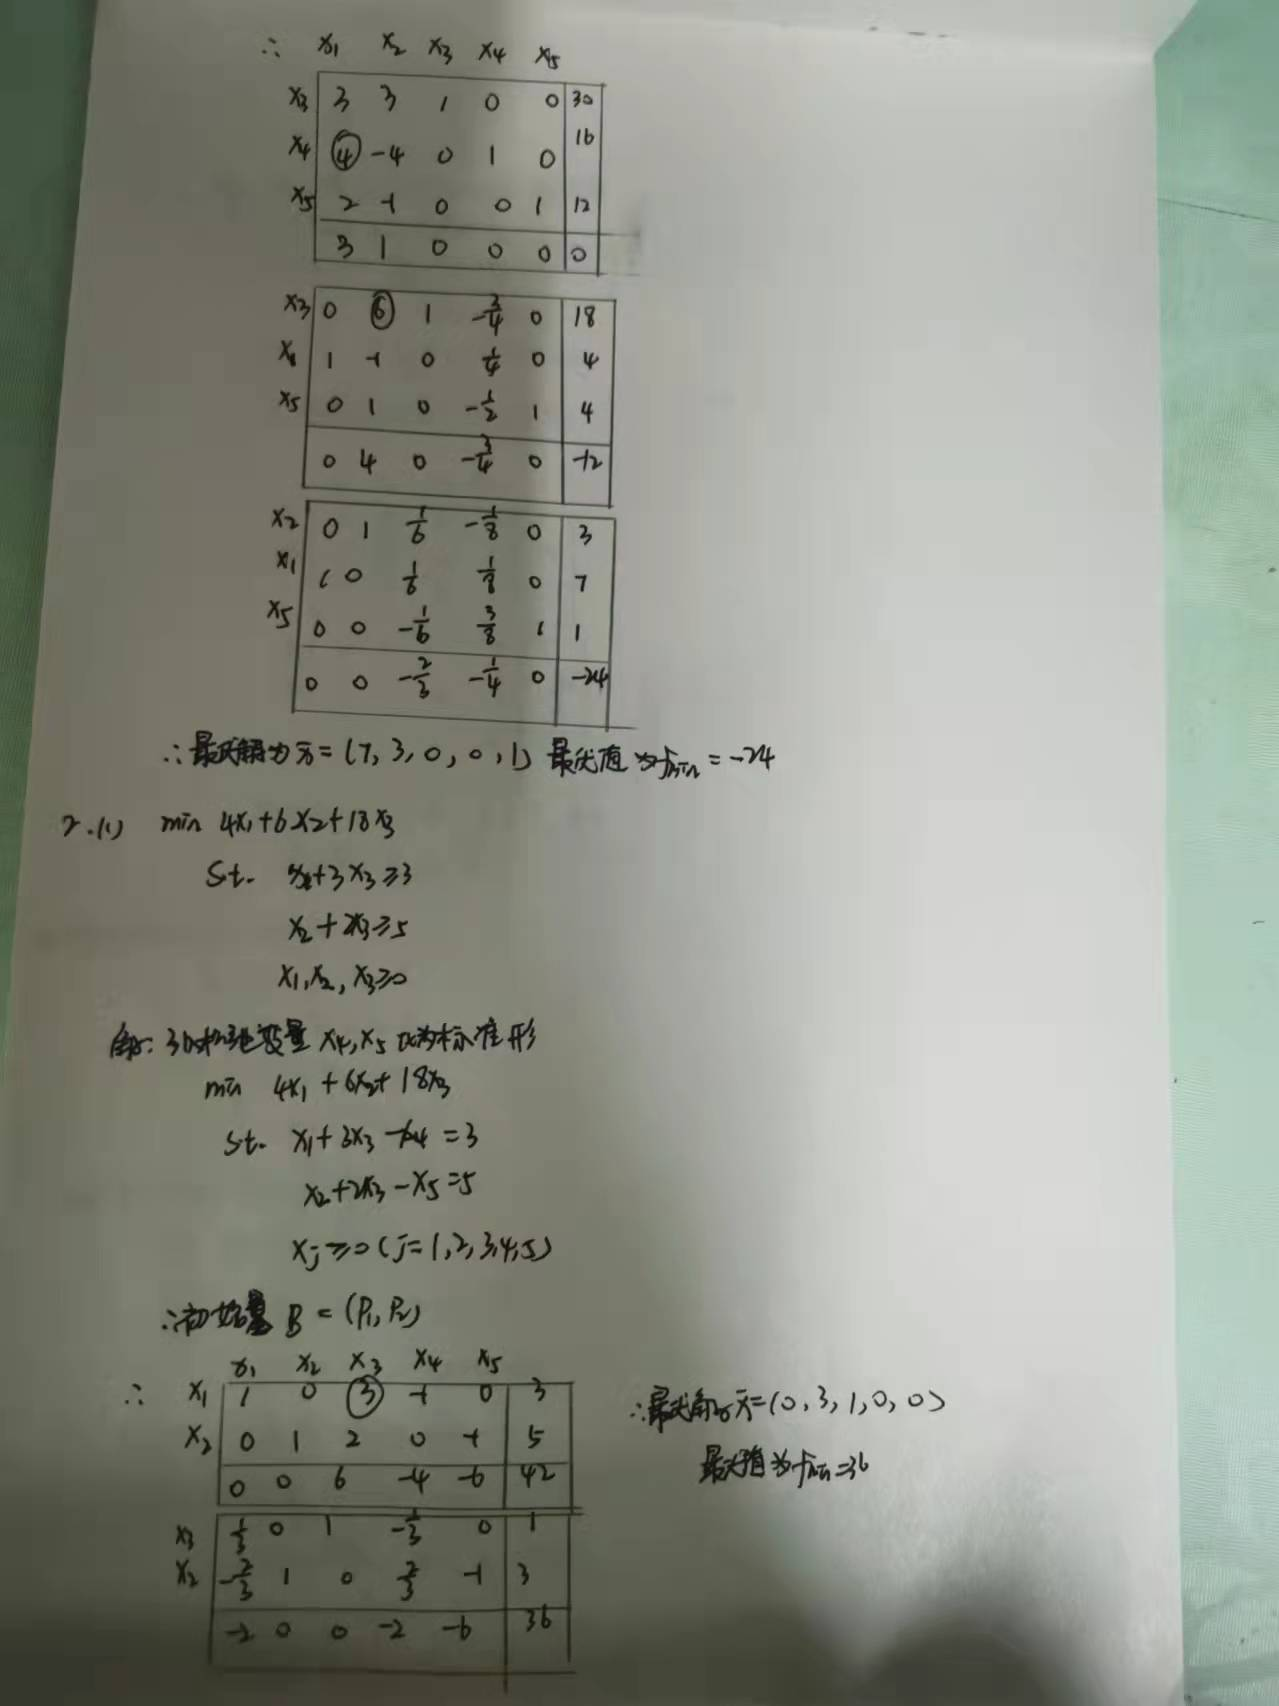 ∴ x₁ x₂ x₃ x₄ x₅
x₃ 3 3 1 0 0 30
x₄ 4 -4 0 1 0 16
x₅ 2 -1 0 0 1 12
3 1 0 0 0 0
x₃ 0 6 1 -3/4 0 18
x₁ 1 -1 0 1/4 0 4
x₅ 0 1 0 -1/2 1 4
0 4 0 -3/4 0 -12
x₂ 0 1 1/6 -1/8 0 3
x₁ 1 0 1/6 1/8 0 7
x₅ 0 0 -1/6 3/8 1 1
0 0 -2/3 -1/4 0 -24
∴最优解为 x̄=(7,3,0,0,1) 最优值为fmin=-24
2.(1) min 4x₁+6x₂+18x₃
St. x₁+3x₃≥3
x₂+2x₃≥5
x₁,x₂,x₃≥0
解:引入松弛变量 x₄,x₅ 化为标准形
min 4x₁+6x₂+18x₃
St. x₁+3x₃-x₄=3
x₂+2x₃-x₅=5
xⱼ≥0(j=1,2,3,4,5)
∴初始基 B=(P₁,P₂)
x₁ x₂ x₃ x₄ x₅
∴ x₁ 1 0 3 -1 0 3
x₂ 0 1 2 0 -1 5
0 0 6 -4 -6 42
x₃ 1/3 0 1 -1/3 0 1
x₂ -2/3 1 0 2/3 -1 3
-2 0 0 -2 -6 36
∴最优解为 x̄=(0,3,1,0,0)
最优值为fmin=36